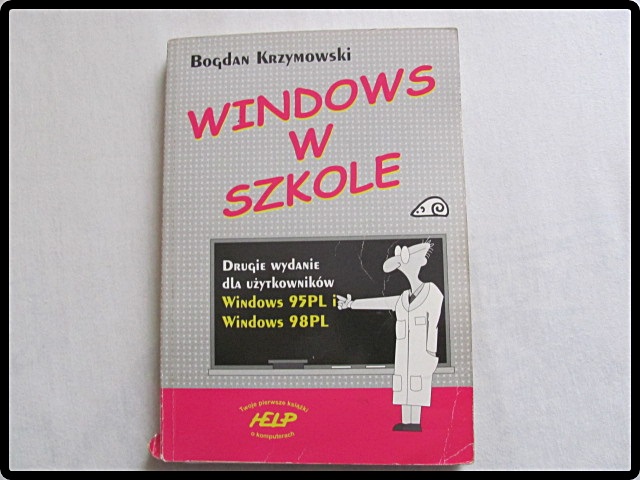 Bogdan Krzymowski
WINDOWS
W
SZKOLE
Drugie wydanie
dla użytkowników
Windows 95PL i
Windows 98PL
Twoje pierwsze książki
HELP
o komputerach